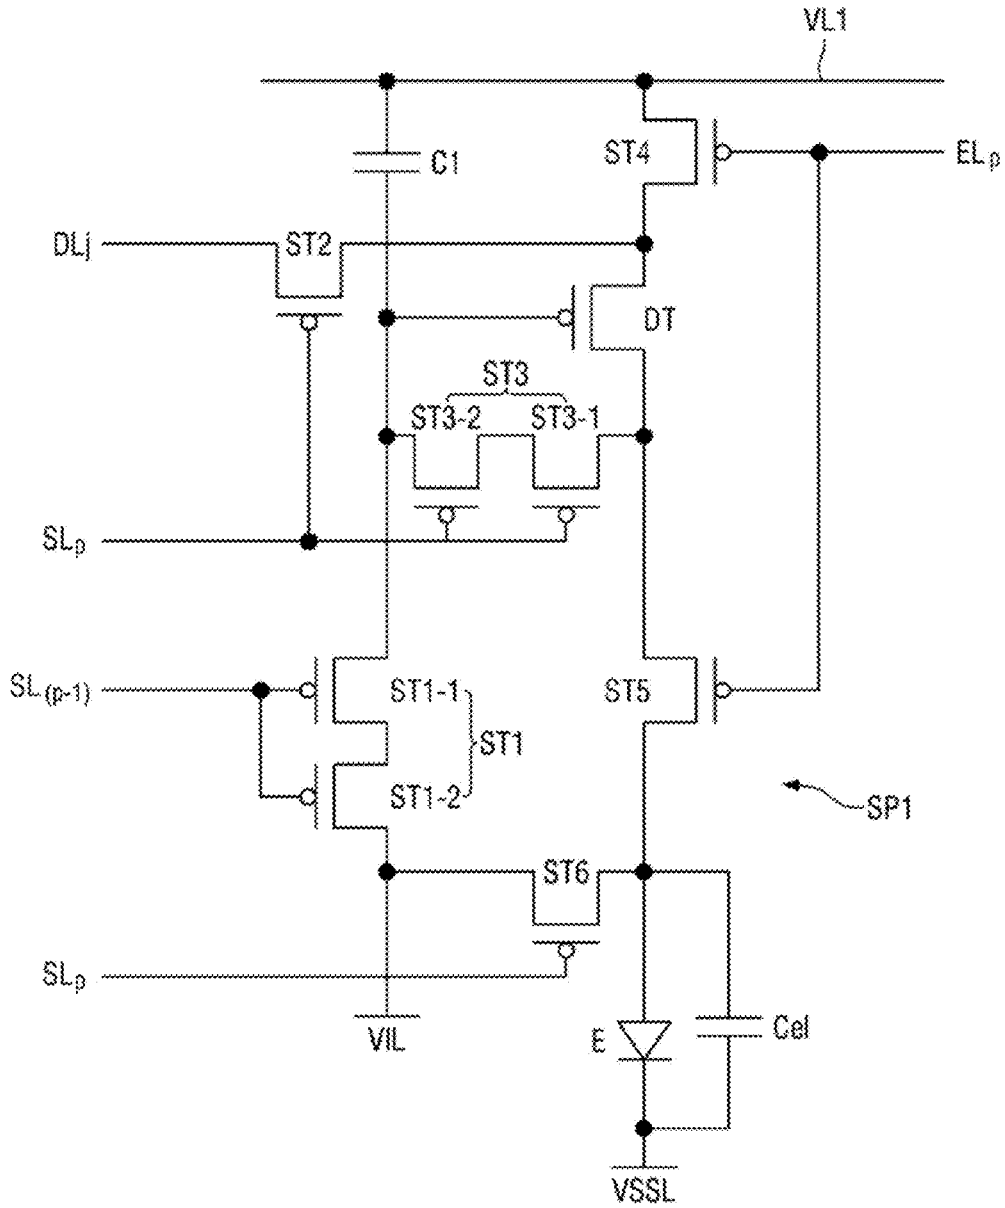 VL1
C1
ST4
ELp
DLj
ST2
DT
ST3
ST3-2
ST3-1
SLp
SL(p-1)
ST1-1
ST5
ST1
ST1-2
SP1
ST6
SLp
VIL
E
Cel
VSSL